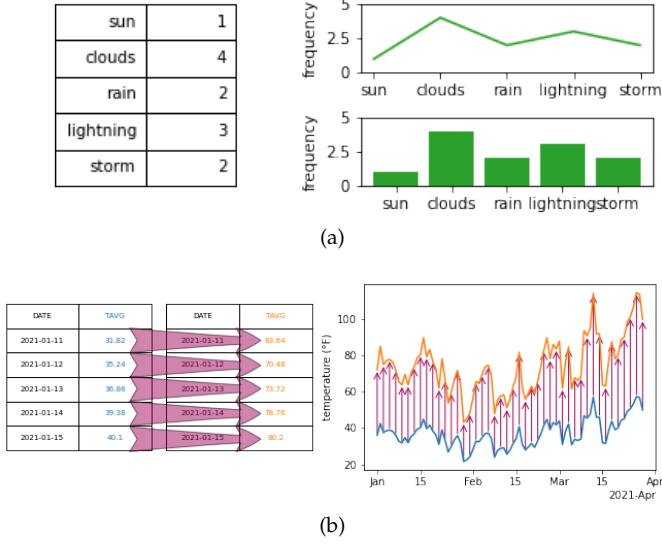 sun 1
clouds 4
rain 2
lightning 3
storm 2
5
2.5
0
frequency
sun clouds rain lightning storm
5
2.5
0
frequency
sun clouds rain lightning storm
(a)
DATE TAVG DATE TAVG
2021-01-11 31.82 2021-01-11 63.64
2021-01-12 35.24 2021-01-12 70.48
2021-01-13 36.86 2021-01-13 73.72
2021-01-14 39.38 2021-01-14 78.76
2021-01-15 40.1 2021-01-15 80.2
temperature (°F)
100
80
60
40
20
Jan 15 Feb 15 Mar 15 Apr
2021-Apr
(b)